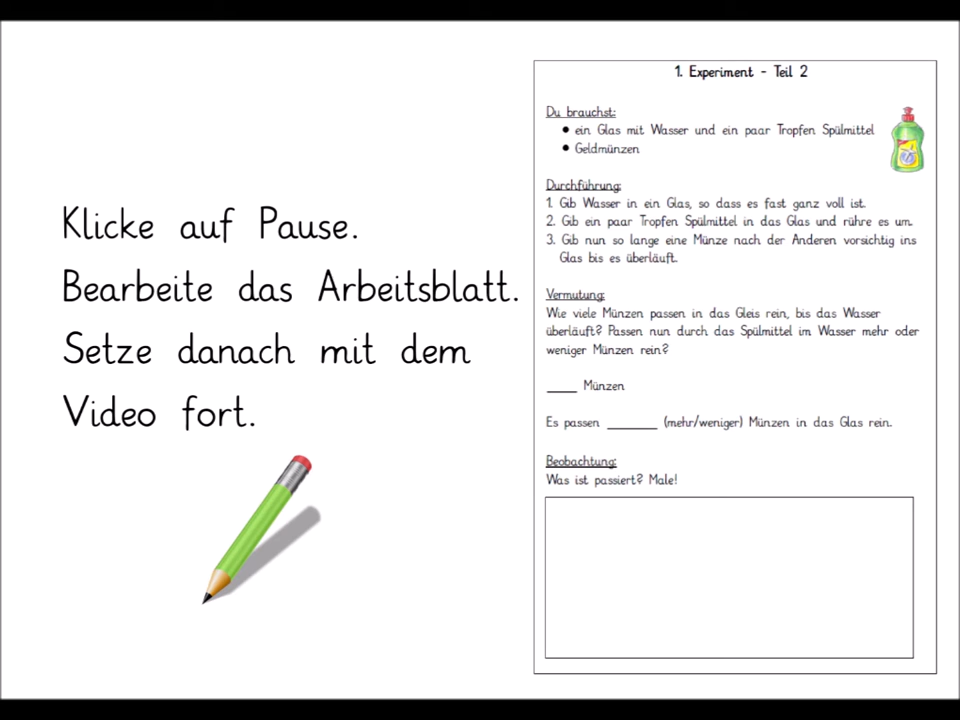 Klicke auf Pause.
Bearbeite das Arbeitsblatt.
Setze danach mit dem
Video fort.
1. Experiment - Teil 2
Du brauchst:
• ein Glas mit Wasser und ein paar Tropfen Spülmittel
• Geldmünzen
Durchführung:
1. Gib Wasser in ein Glas, so dass es fast ganz voll ist.
2. Gib ein paar Tropfen Spülmittel in das Glas und rühre es um.
3. Gib nun so lange eine Münze nach der Anderen vorsichtig ins
Glas bis es überläuft.
Vermutung:
Wie viele Münzen passen in das Gleis rein, bis das Wasser
überläuft? Passen nun durch das Spülmittel im Wasser mehr oder
weniger Münzen rein?
____ Münzen
Es passen _______ (mehr/weniger) Münzen in das Glas rein.
Beobachtung:
Was ist passiert? Male!